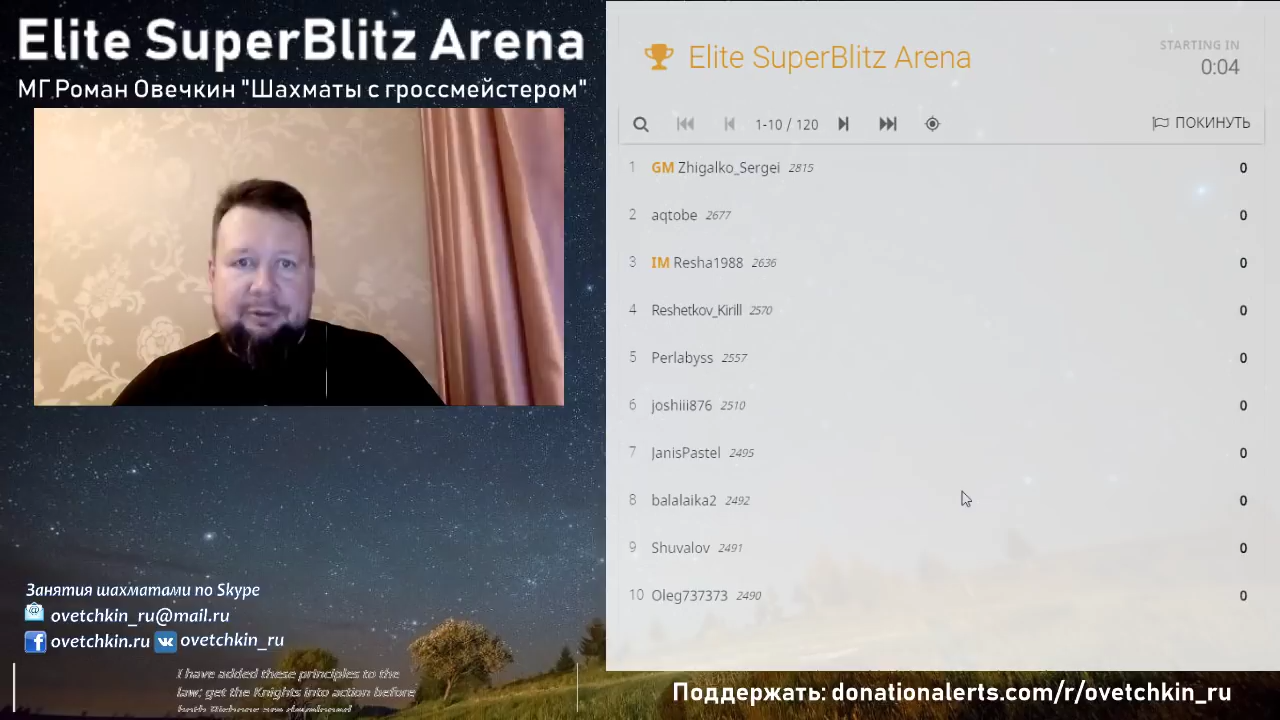 Elite SuperBlitz Arena
МГ Роман Овечкин "Шахматы с гроссмейстером"
Занятия шахматами по Skype
ovetchkin_ru@mail.ru
ovetchkin.ru ovetchkin_ru
I have added these principles to the
law: get the Knights into action before
both Bishops are developed
Elite SuperBlitz Arena
STARTING IN
0:04
1-10 / 120
ПОКИНУТЬ
1 GM Zhigalko_Sergei 2815 0
2 aqtobe 2677 0
3 IM Resha1988 2636 0
4 Reshetkov_Kirill 2570 0
5 Perlabyss 2557 0
6 joshiii876 2510 0
7 JanisPastel 2495 0
8 balalaika2 2492 0
9 Shuvalov 2491 0
10 Oleg737373 2490 0
Поддержать: donationalerts.com/r/ovetchkin_ru